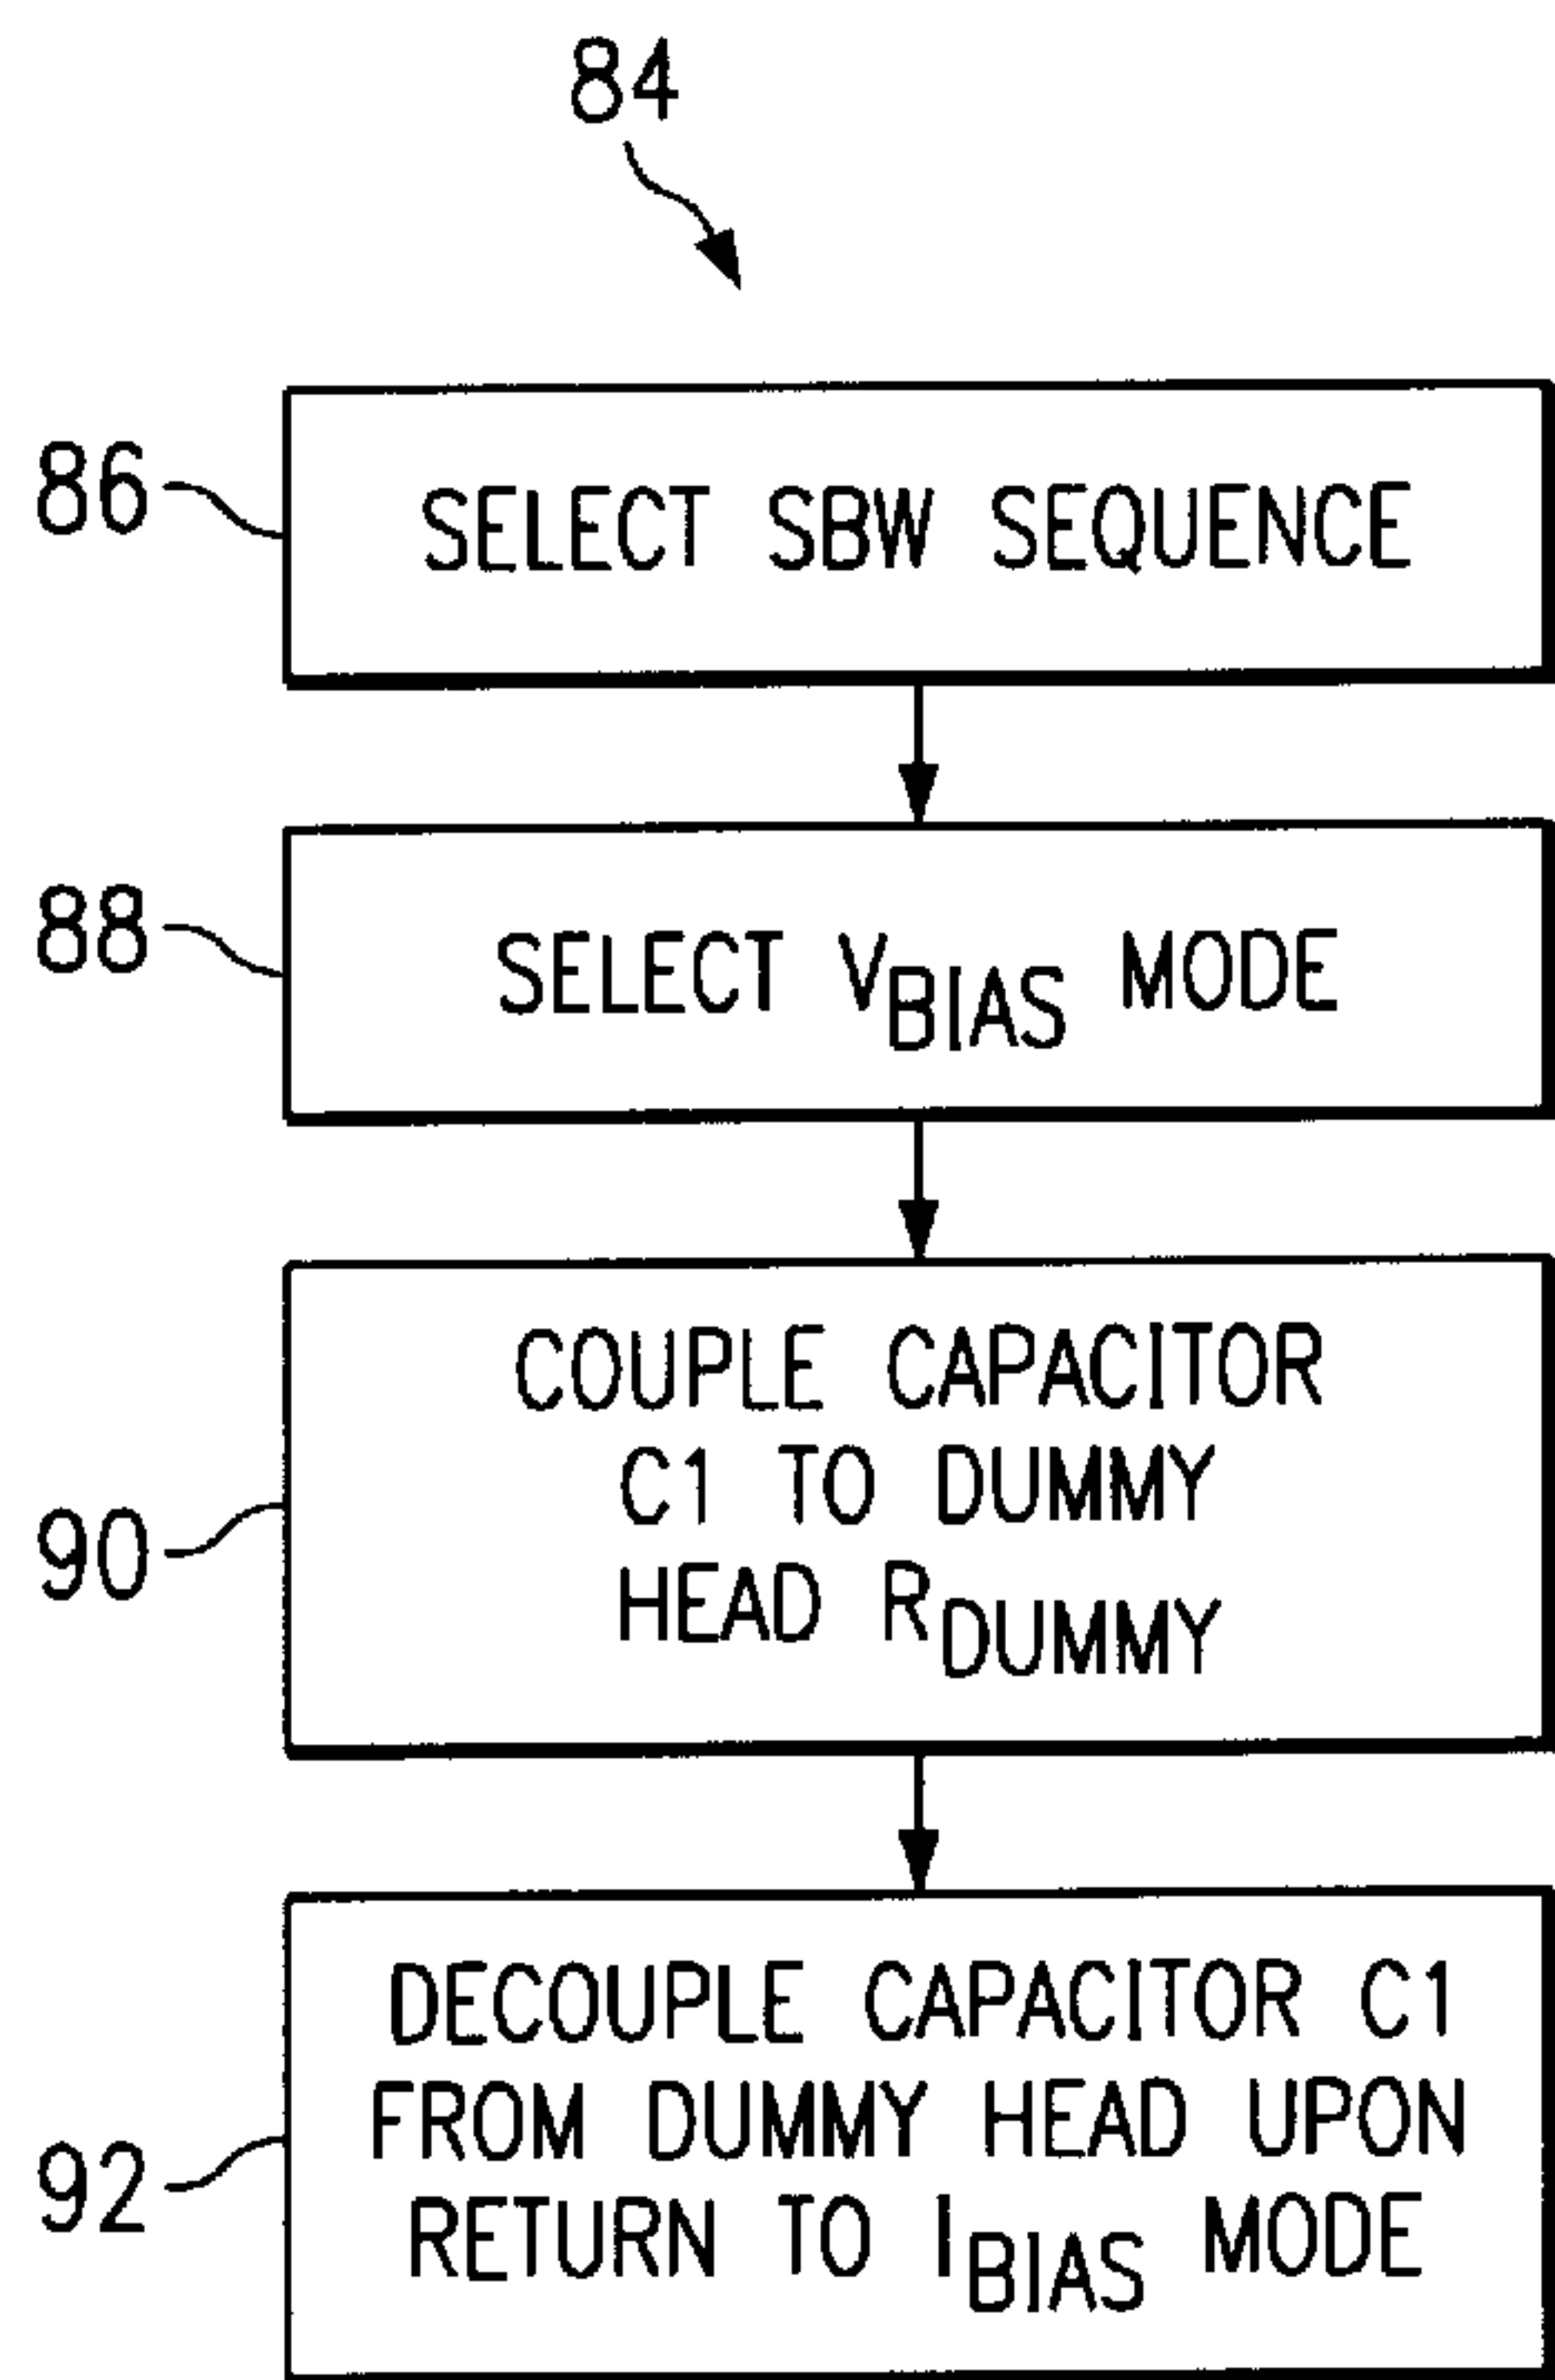 84
86
SELECT SBW SEQUENCE
88
SELECT VBIAS MODE
90
COUPLE CAPACITOR
C1 TO DUMMY
HEAD RDUMMY
92
DECOUPLE CAPACITOR C1
FROM DUMMY HEAD UPON
RETURN TO IBIAS MODE